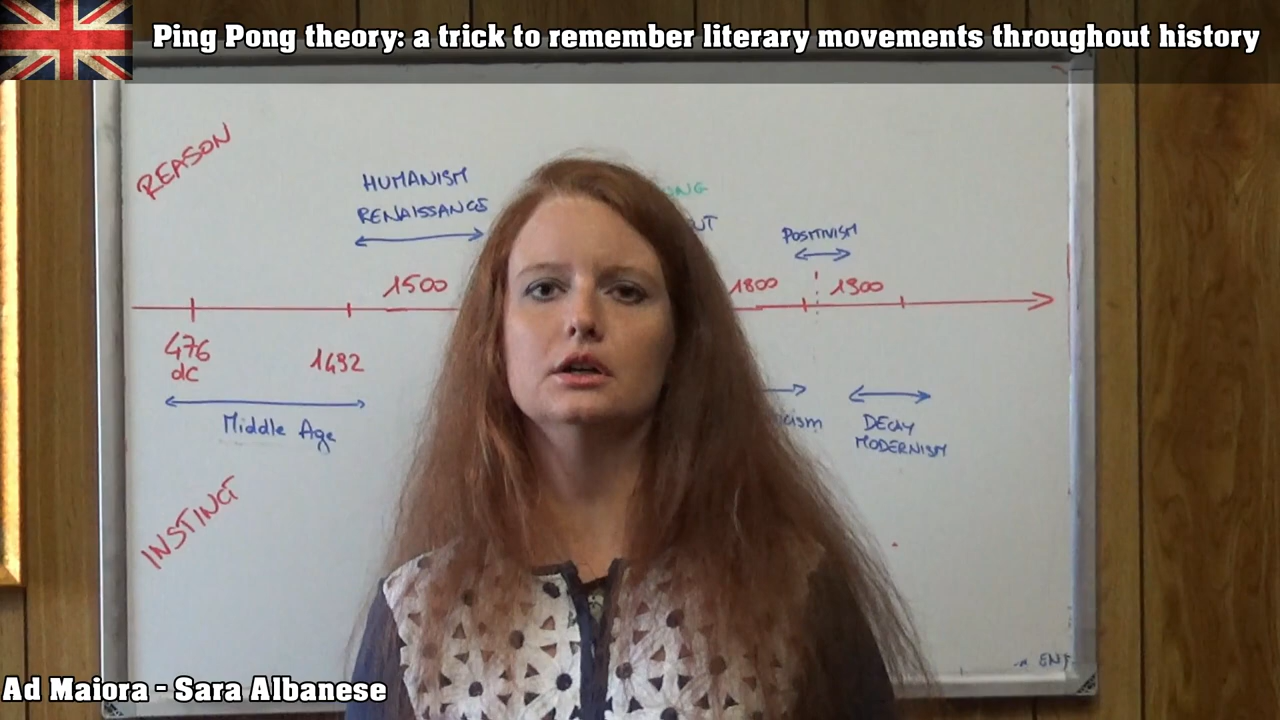 Ping Pong theory: a trick to remember literary movements throughout history
REASON
HUMANISM
RENAISSANCE
POSITIVISM
1500
1800
1900
476
dC
1492
Middle Age
DECAY
MODERNISM
INSTINCT
Ad Maiora - Sara Albanese